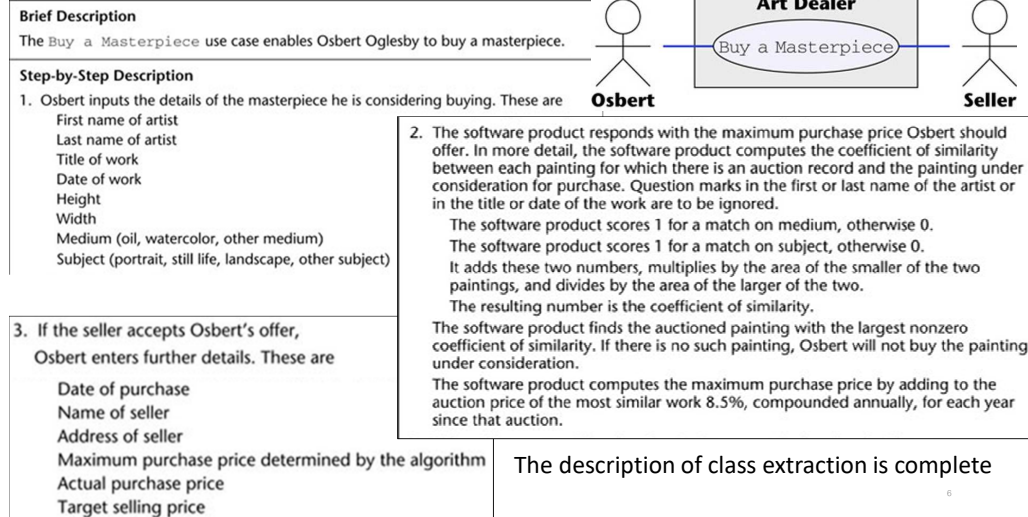 Brief Description
The Buy a Masterpiece use case enables Osbert Oglesby to buy a masterpiece.
Step-by-Step Description
1. Osbert inputs the details of the masterpiece he is considering buying. These are
First name of artist
Last name of artist
Title of work
Date of work
Height
Width
Medium (oil, watercolor, other medium)
Subject (portrait, still life, landscape, other subject)
Art Dealer
Buy a Masterpiece
Osbert
Seller
2. The software product responds with the maximum purchase price Osbert should
offer. In more detail, the software product computes the coefficient of similarity
between each painting for which there is an auction record and the painting under
consideration for purchase. Question marks in the first or last name of the artist or
in the title or date of the work are to be ignored.
The software product scores 1 for a match on medium, otherwise 0.
The software product scores 1 for a match on subject, otherwise 0.
It adds these two numbers, multiplies by the area of the smaller of the two
paintings, and divides by the area of the larger of the two.
The resulting number is the coefficient of similarity.
The software product finds the auctioned painting with the largest nonzero
coefficient of similarity. If there is no such painting, Osbert will not buy the painting
under consideration.
The software product computes the maximum purchase price by adding to the
auction price of the most similar work 8.5%, compounded annually, for each year
since that auction.
3. If the seller accepts Osbert's offer,
Osbert enters further details. These are
Date of purchase
Name of seller
Address of seller
Maximum purchase price determined by the algorithm
Actual purchase price
Target selling price
The description of class extraction is complete
6